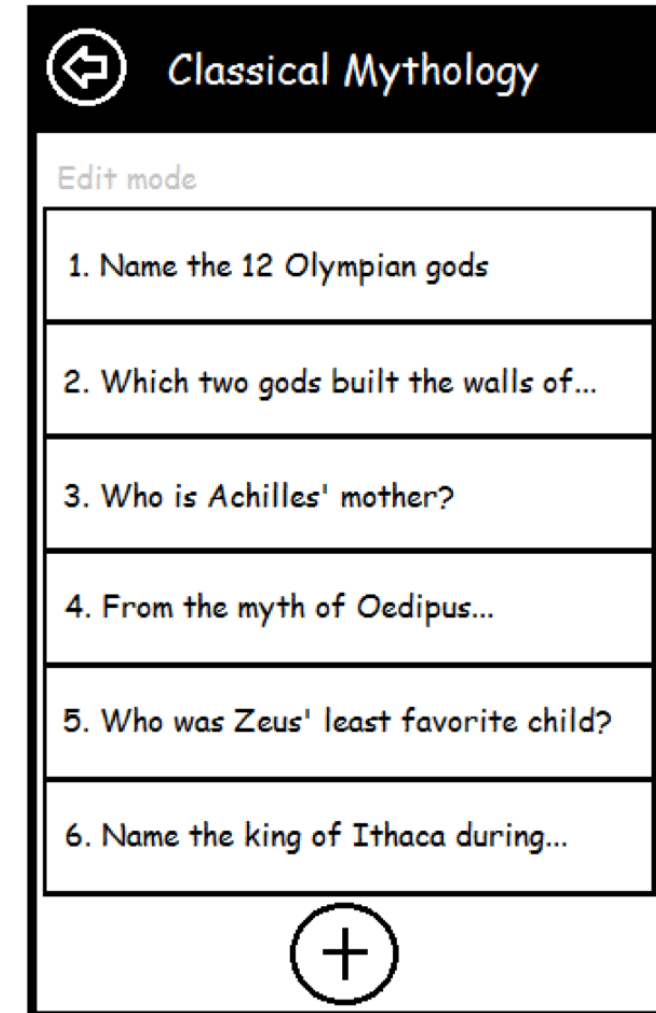 Classical Mythology
Edit mode
1. Name the 12 Olympian gods
2. Which two gods built the walls of...
3. Who is Achilles' mother?
4. From the myth of Oedipus...
5. Who was Zeus' least favorite child?
6. Name the king of Ithaca during...